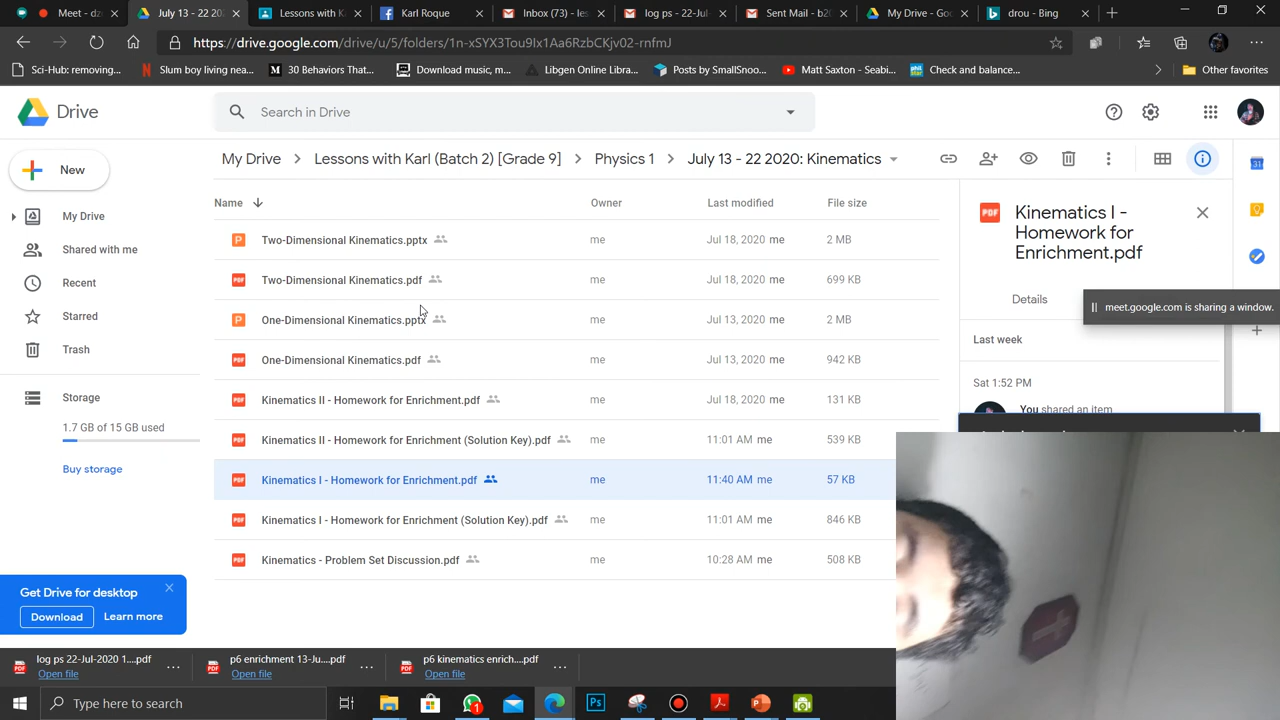 Meet - dz
July 13 - 22 2020:
Lessons with K
Karl Roque
Inbox (13) - les
log ps - 22-Jul-
Sent Mail - b20
My Drive - Goo
drou - Bing
https://drive.google.com/drive/u/5/folders/1n-xSYX3Tou9Ix1Aa6RzbCKjv02-rnfmJ
Sci-Hub: removing...
Slum boy living nea...
30 Behaviors That...
Download music, m...
Libgen Online Libra...
Posts by SmallSnoo...
Matt Saxton - Seabi...
Check and balance...
Other favorites
Drive
Search in Drive
New
My Drive
Lessons with Karl (Batch 2) [Grade 9]
Physics 1
July 13 - 22 2020: Kinematics
My Drive
Shared with me
Recent
Starred
Trash
Storage
1.7 GB of 15 GB used
Buy storage
Name
Owner
Last modified
File size
Two-Dimensional Kinematics.pptx me Jul 18, 2020 me 2 MB
Two-Dimensional Kinematics.pdf me Jul 18, 2020 me 699 KB
One-Dimensional Kinematics.pptx me Jul 13, 2020 me 2 MB
One-Dimensional Kinematics.pdf me Jul 13, 2020 me 942 KB
Kinematics II - Homework for Enrichment.pdf me Jul 18, 2020 me 131 KB
Kinematics II - Homework for Enrichment (Solution Key).pdf me 11:01 AM me 539 KB
Kinematics I - Homework for Enrichment.pdf me 11:40 AM me 57 KB
Kinematics I - Homework for Enrichment (Solution Key).pdf me 11:01 AM me 846 KB
Kinematics - Problem Set Discussion.pdf me 10:28 AM me 508 KB
Kinematics I -
Homework for
Enrichment.pdf
Details
meet.google.com is sharing a window.
Last week
Sat 1:52 PM
You shared an item
Get Drive for desktop
Download
Learn more
log ps 22-Jul-2020 1....pdf
Open file
p6 enrichment 13-Ju....pdf
Open file
p6 kinematics enrich....pdf
Open file
Type here to search